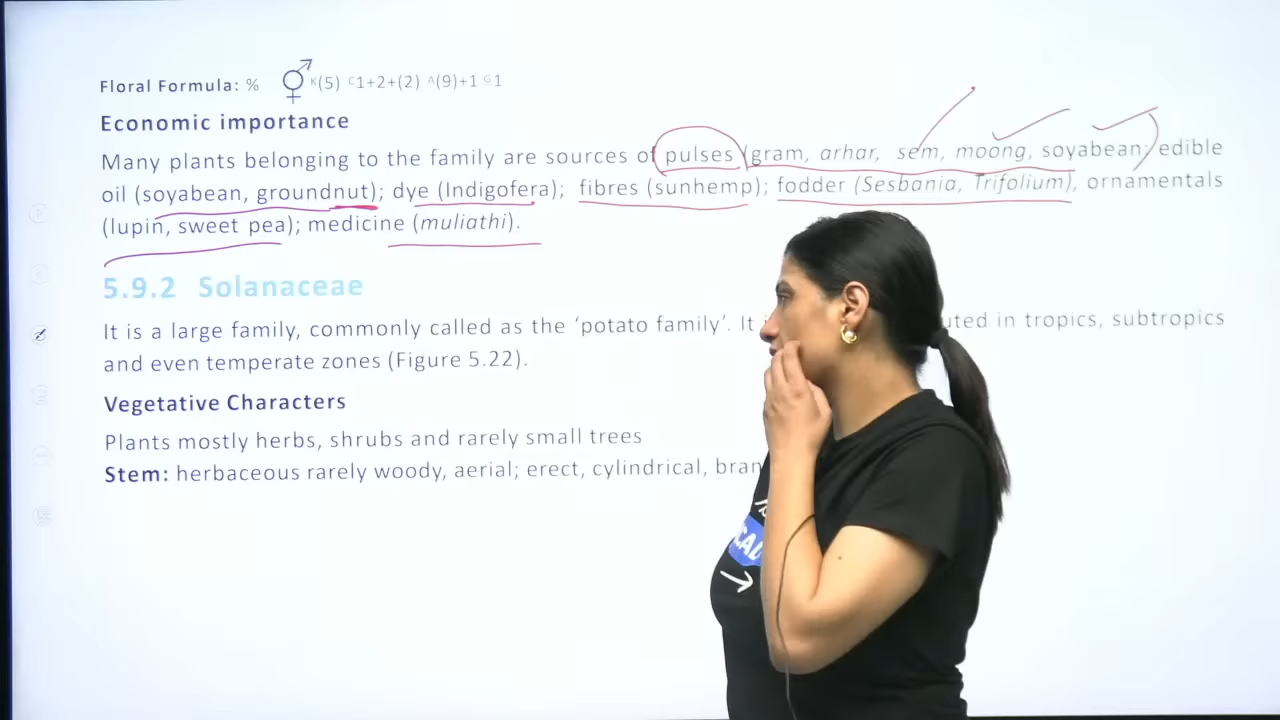 Floral Formula: % ⚥ K(5) C1+2+(2) A(9)+1 G1
Economic importance
Many plants belonging to the family are sources of pulses (gram, arhar, sem, moong, soyabean; edible
oil (soyabean, groundnut); dye (Indigofera); fibres (sunhemp); fodder (Sesbania, Trifolium), ornamentals
(lupin, sweet pea); medicine (muliathi).
5.9.2 Solanaceae
It is a large family, commonly called as the ‘potato family’. It in tropics, subtropics
and even temperate zones (Figure 5.22).
Vegetative Characters
Plants mostly herbs, shrubs and rarely small trees
Stem: herbaceous rarely woody, aerial; erect, cylindrical,